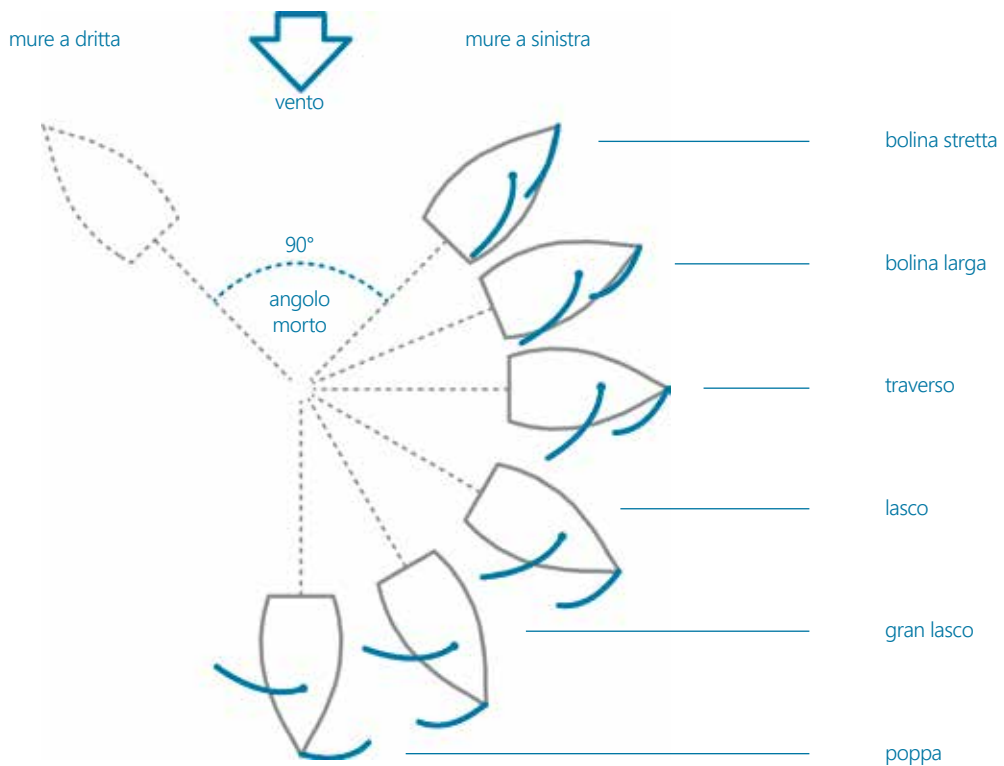 mure a dritta
mure a sinistra
vento
bolina stretta
90°
bolina larga
angolo
morto
traverso
lasco
gran lasco
poppa